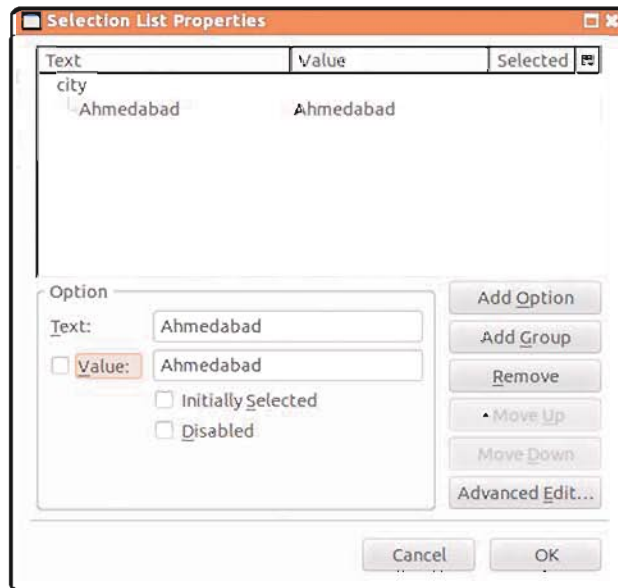 Selection List Properties
Text Value Selected
city
Ahmedabad Ahmedabad
Option
Text: Ahmedabad
Value: Ahmedabad
Initially Selected
Disabled
Add Option
Add Group
Remove
Move Up
Move Down
Advanced Edit...
Cancel OK